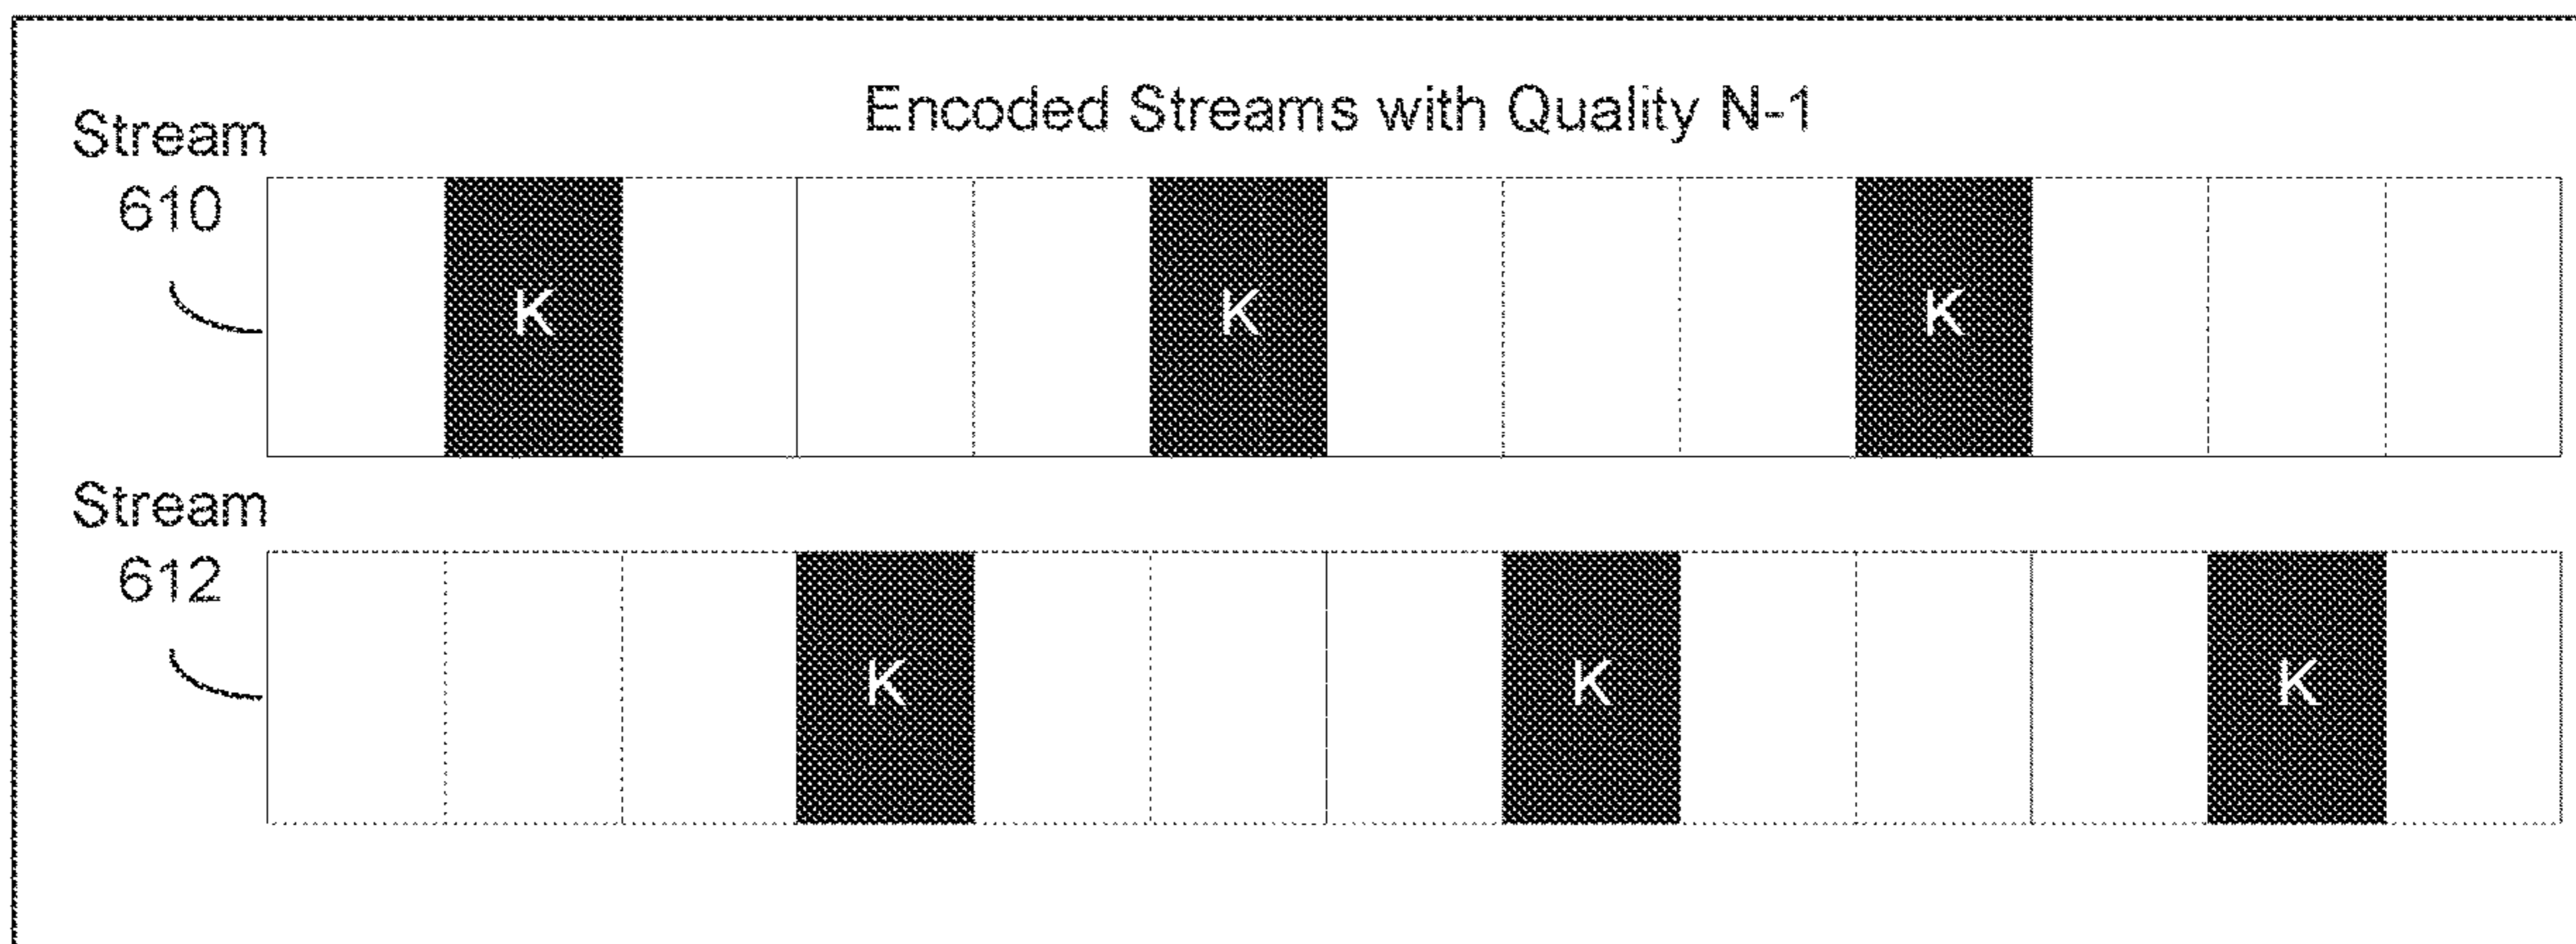 Encoded Streams with Quality N-1
Stream
610
K K K
Stream
612
K K K